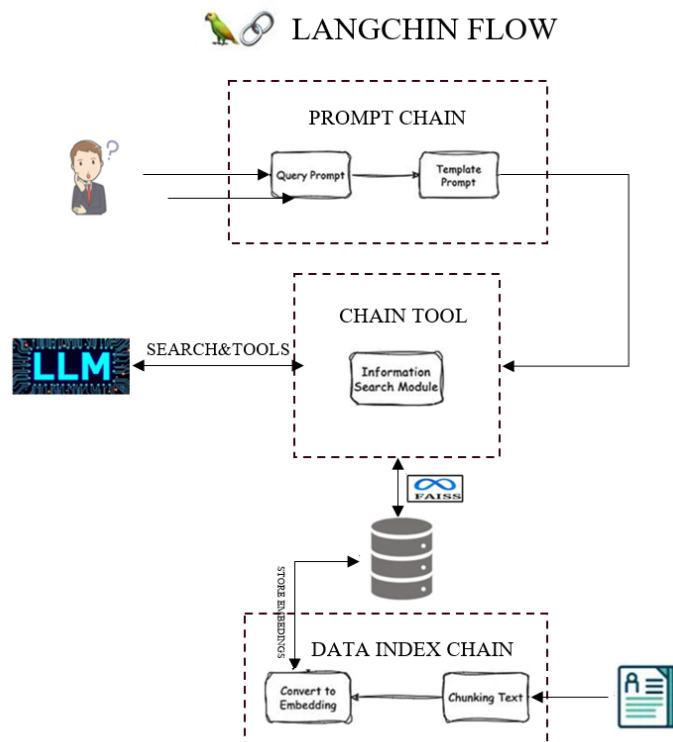 LANGCHIN FLOW
PROMPT CHAIN
Query Prompt
Template
Prompt
CHAIN TOOL
SEARCH&TOOLS
LLM
Information
Search Module
FAISS
STORE EMBEDINGS
DATA INDEX CHAIN
Convert to
Embedding
Chunking Text